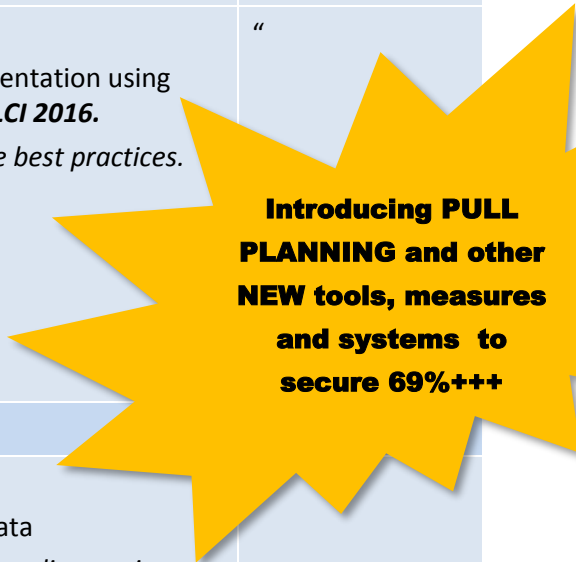 “
entation using
CI 2016.
e best practices.
Introducing PULL
PLANNING and other
NEW tools, measures
and systems to
secure 69%+++
ata